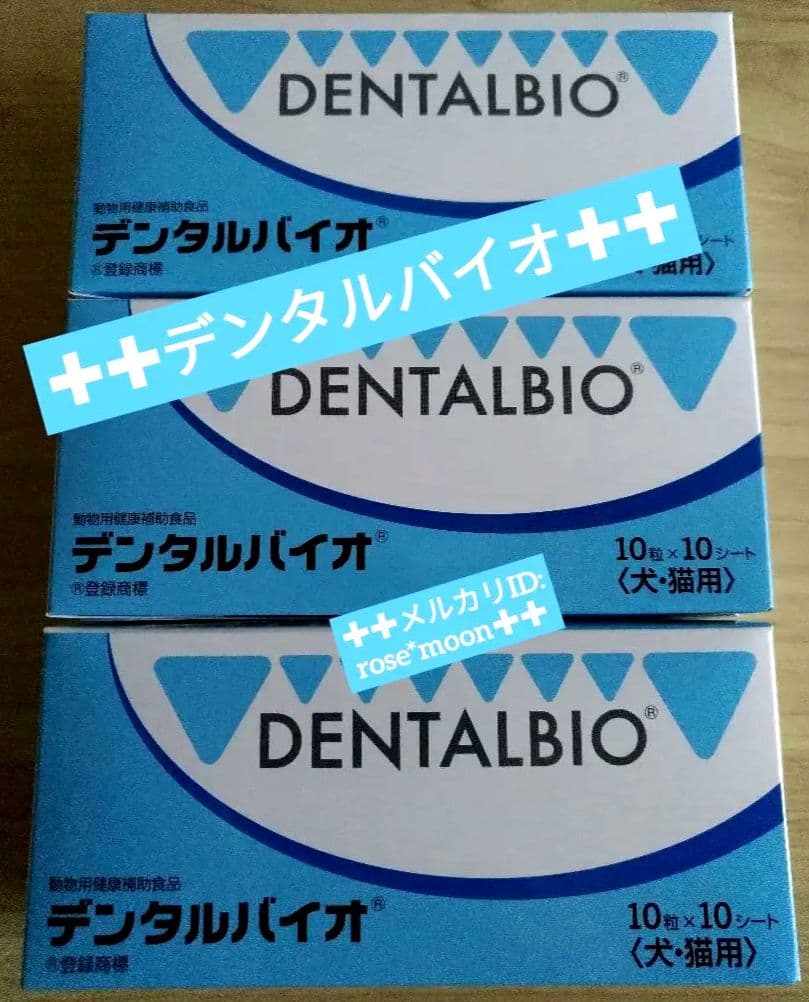 DENTALBIO®
動物用健康補助食品
デンタルバイオ®
®登録商標
シート
猫用〉
✚✚デンタルバイオ✚✚
DENTALBIO®
動物用健康補助食品
デンタルバイオ®
®登録商標
10粒×10シート
〈犬・猫用〉
✚✚メルカリID:
rose*moon✚✚
DENTALBIO®
動物用健康補助食品
デンタルバイオ®
®登録商標
10粒×10シート
〈犬・猫用〉